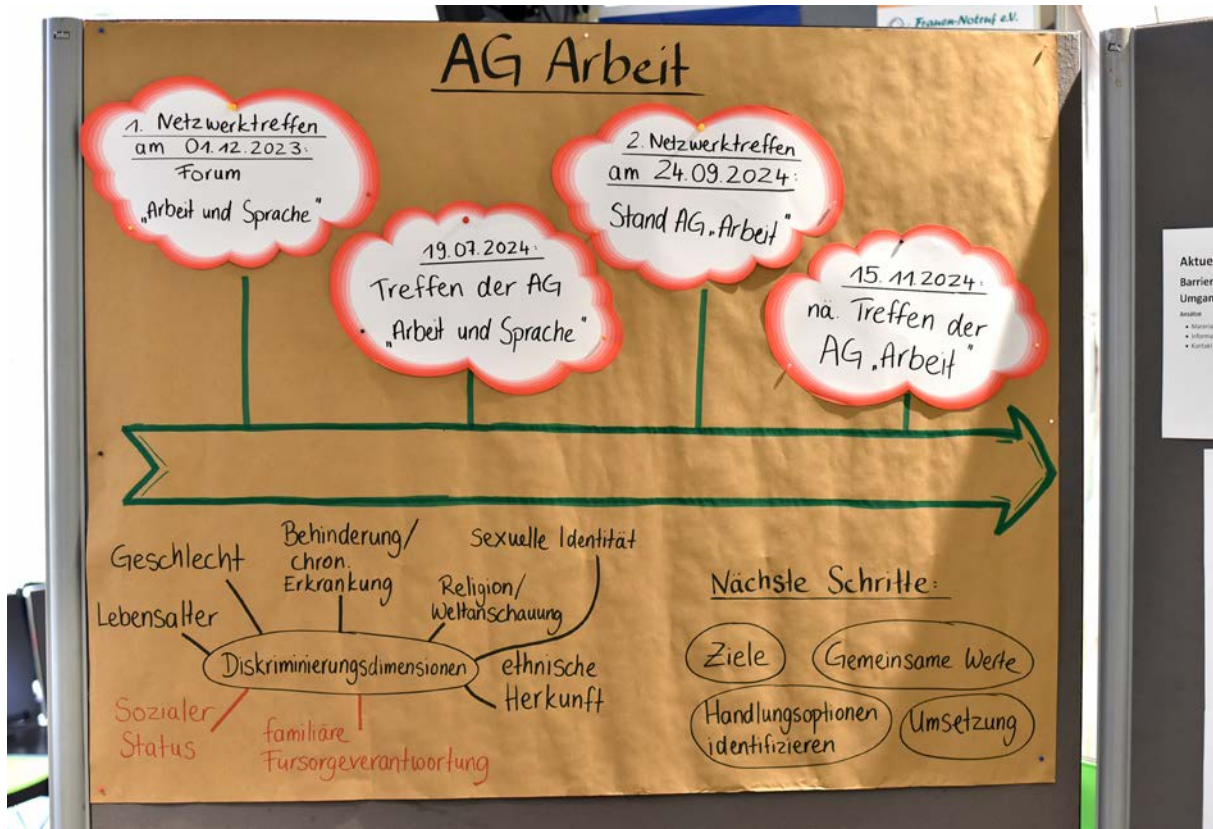 Frauen-Notruf e.V.
AG Arbeit
1. Netzwerktreffen
am 01.12.2023:
Forum
„Arbeit und Sprache"
19.07.2024:
Treffen der AG
„Arbeit und Sprache"
2. Netzwerktreffen
am 24.09.2024:
Stand AG „Arbeit"
15.11.2024:
nä. Treffen der
AG „Arbeit"
Geschlecht
Behinderung/
chron.
Erkrankung
Sexuelle Identität
Lebensalter
Religion/
Weltanschauung
Diskriminierungsdimensionen
ethnische
Herkunft
Sozialer
Status
familiäre
Fürsorgeverantwortung
Nächste Schritte:
Ziele
Gemeinsame Werte
Handlungsoptionen
identifizieren
Umsetzung
Aktue
Barrier
Umgan
Ansätze